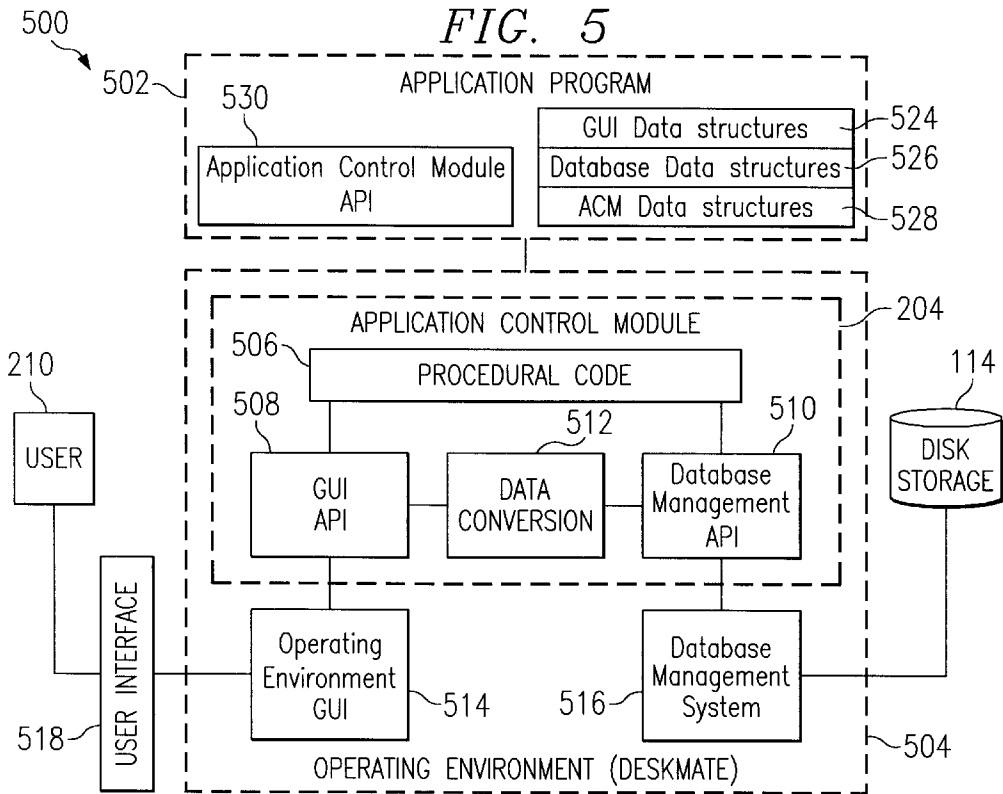 FIG. 5
500
502
APPLICATION PROGRAM
530
Application Control Module
API
GUI Data structures
524
Database Data structures
526
ACM Data structures
528
APPLICATION CONTROL MODULE
204
506
PROCEDURAL CODE
210
USER
508
GUI
API
512
DATA
CONVERSION
510
Database
Management
API
114
DISK
STORAGE
USER INTERFACE
518
Operating
Environment
GUI
514
516
Database
Management
System
504
OPERATING ENVIRONMENT (DESKMATE)